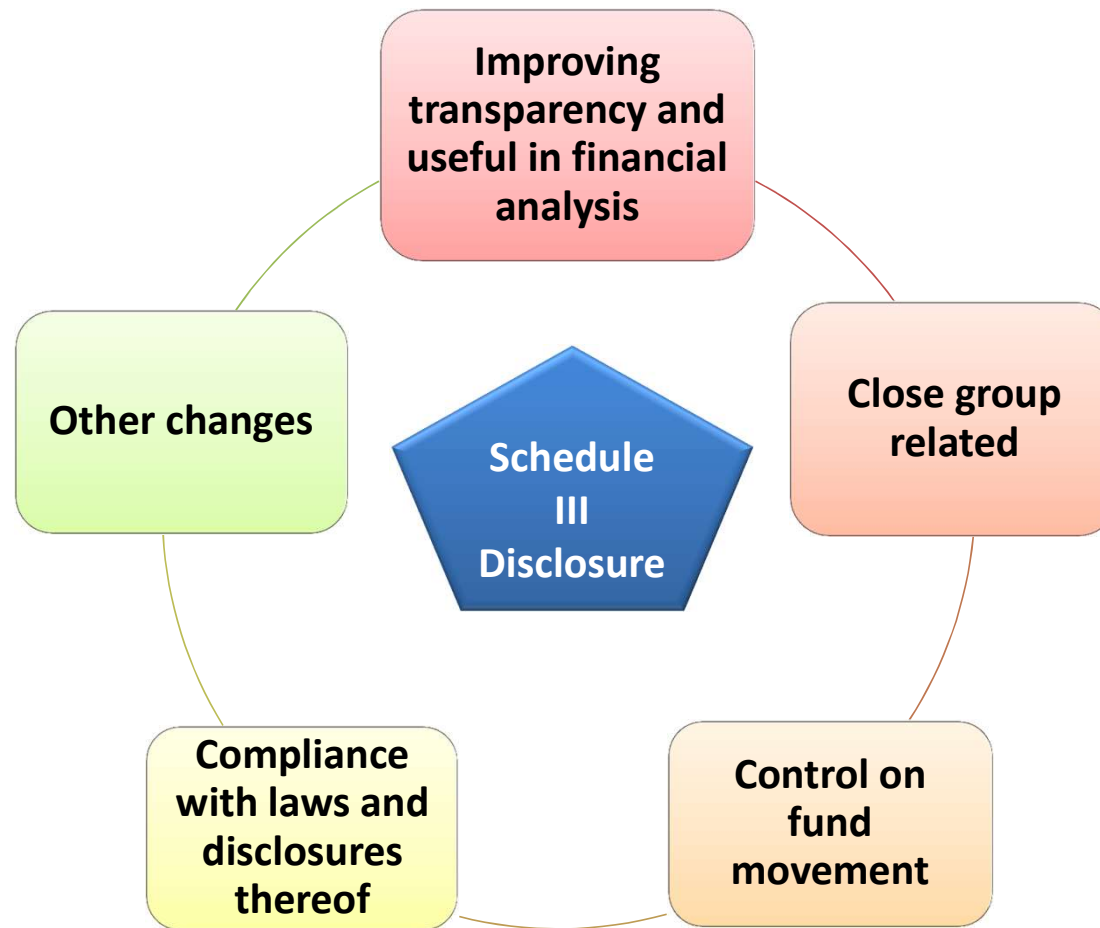 Improving
transparency and
useful in financial
analysis
Close group
related
Control on
fund
movement
Compliance
with laws and
disclosures
thereof
Other changes
Schedule
III
Disclosure